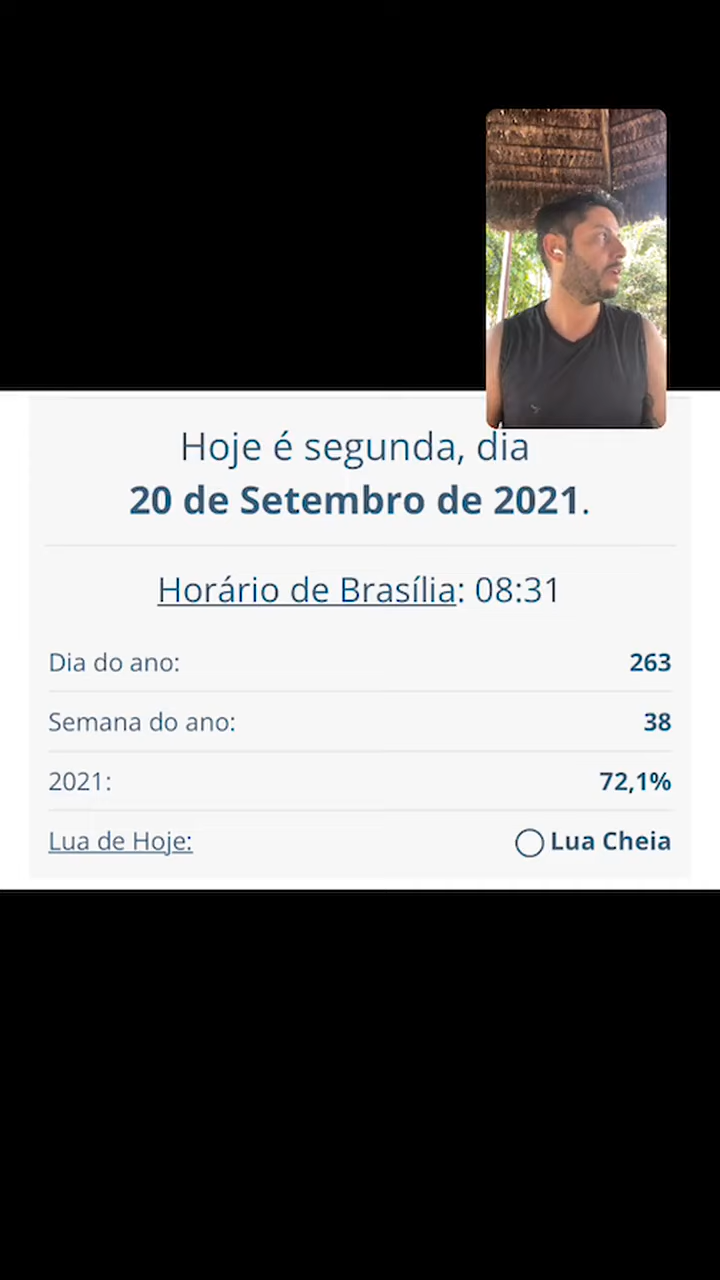 Hoje é segunda, dia
20 de Setembro de 2021.
Horário de Brasília: 08:31
Dia do ano: 263
Semana do ano: 38
2021: 72,1%
Lua de Hoje: Lua Cheia